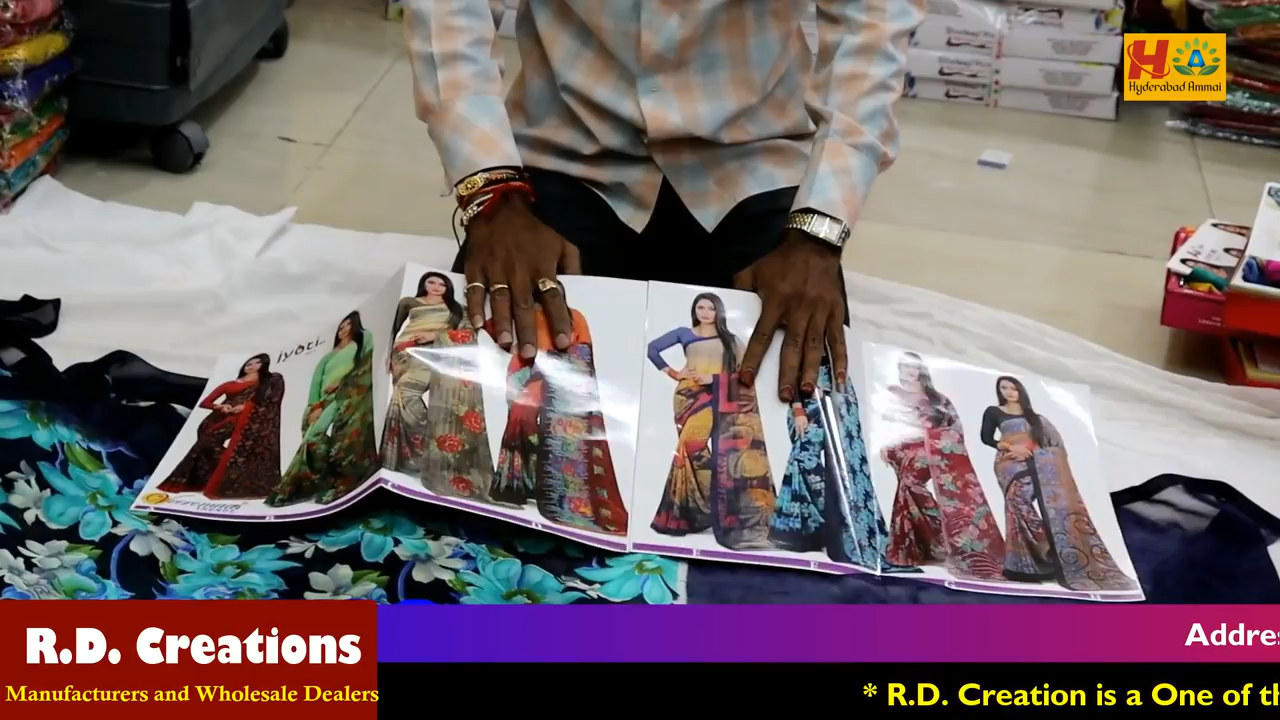 H A
Hyderabad Ammai
jyoti
R.D. Creations
Manufacturers and Wholesale Dealers
Addres
* R.D. Creation is a One of th